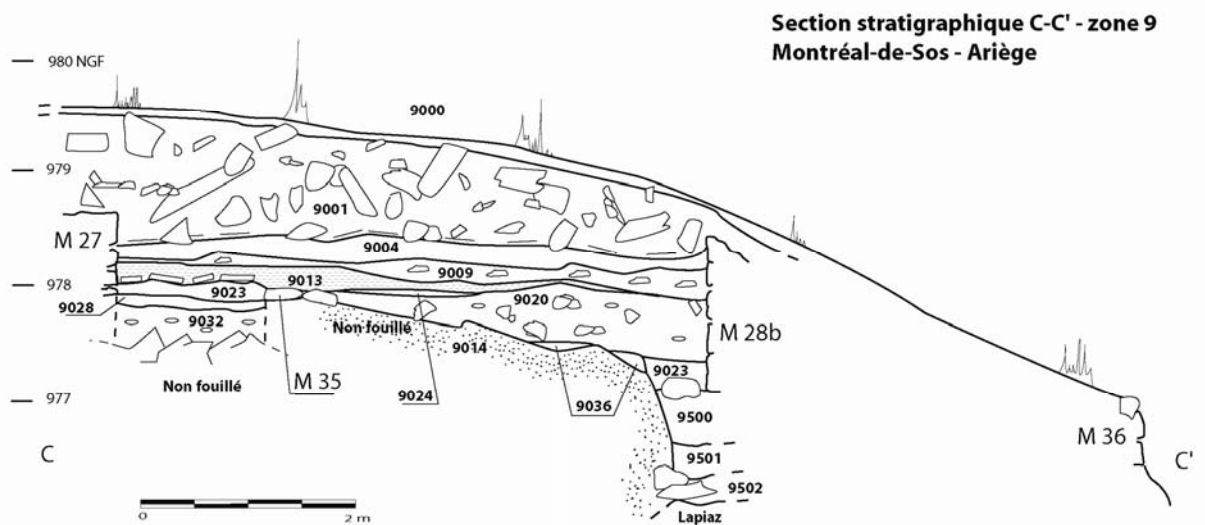 Section stratigraphique C-C' - zone 9
Montréal-de-Sos - Ariège
980 NGF
9000
979
9001
M 27
9004
9009
978
9013
9023
9020
9028
9032
Non fouillé
M 28b
9014
9023
Non fouillé
M 35
9024
9036
977
9500
M 36
C
9501
C'
9502
0
2 m
Lapiaz